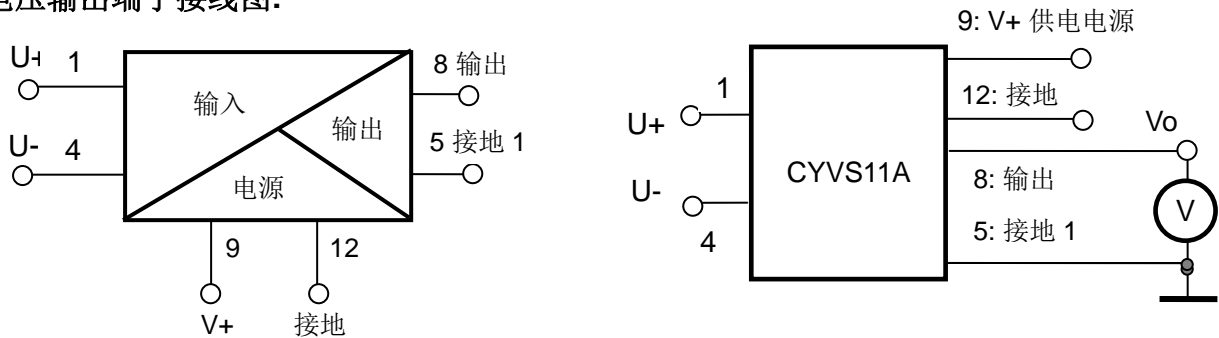 电压输出端子接线图:
U+ 1
U- 4
输入
输出
电源
8 输出
5 接地 1
9
12
V+
接地
9: V+ 供电电源
12: 接地
1
U+
U-
4
CYVS11A
Vo
8: 输出
5: 接地 1
V